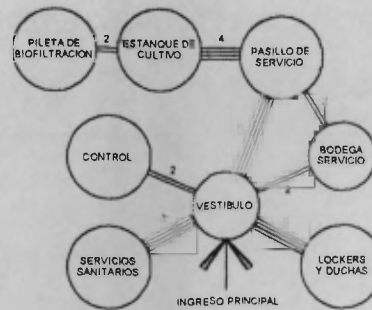 PILETA DE
BIOFILTRACION
2
ESTANQUE DE
CULTIVO
4
PASILLO DE
SERVICIO
CONTROL
2
BODEGA
SERVICIO
2
VESTIBULO
SERVICIOS
SANITARIOS
LOCKERS
Y DUCHAS
INGRESO PRINCIPAL